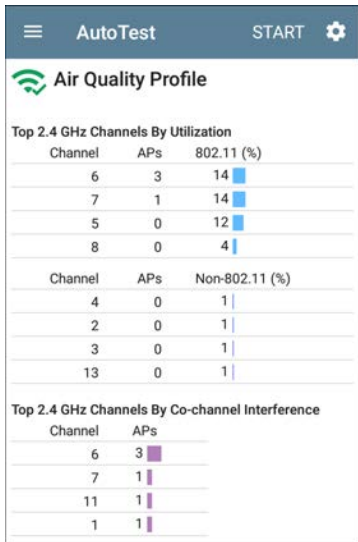 AutoTest START
Air Quality Profile
Top 2.4 GHz Channels By Utilization
Channel APs 802.11 (%)
6 3 14
7 1 14
5 0 12
8 0 4
Channel APs Non-802.11 (%)
4 0 1
2 0 1
3 0 1
13 0 1
Top 2.4 GHz Channels By Co-channel Interference
Channel APs
6 3
7 1
11 1
1 1